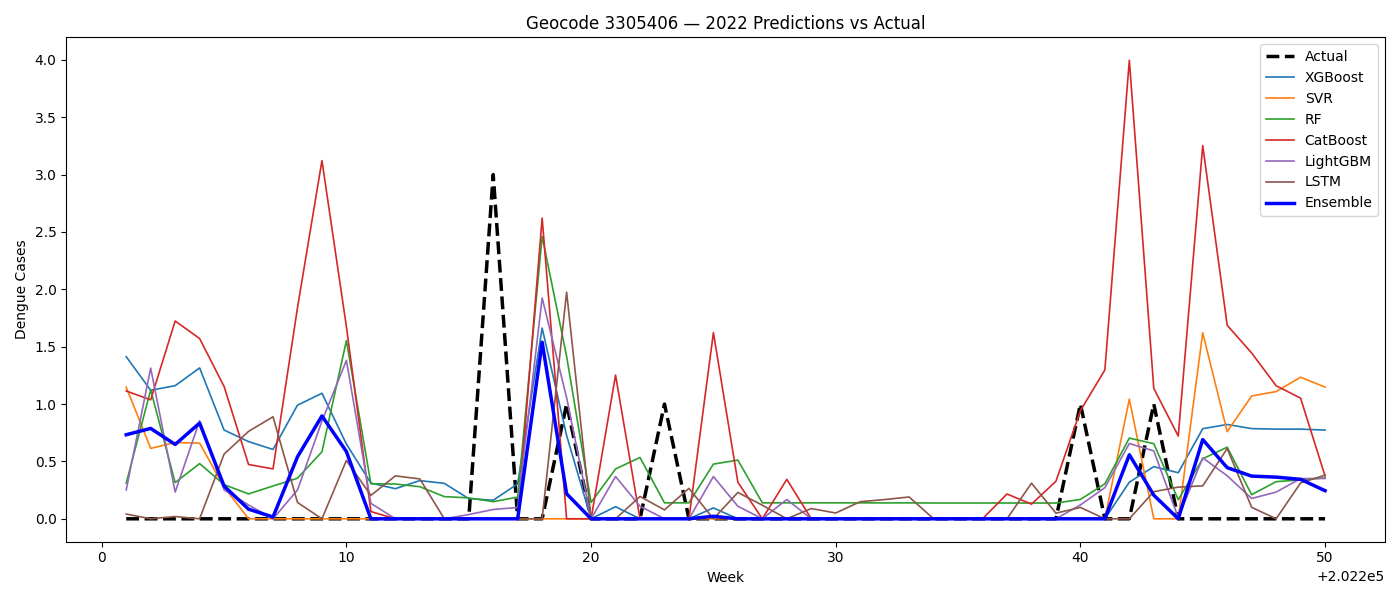 Geocode 3305406 — 2022 Predictions vs Actual
Dengue Cases
4.0
3.5
3.0
2.5
2.0
1.5
1.0
0.5
0.0
Actual
XGBoost
SVR
RF
CatBoost
LightGBM
LSTM
Ensemble
0
10
20
30
40
50
Week
+2.022e5